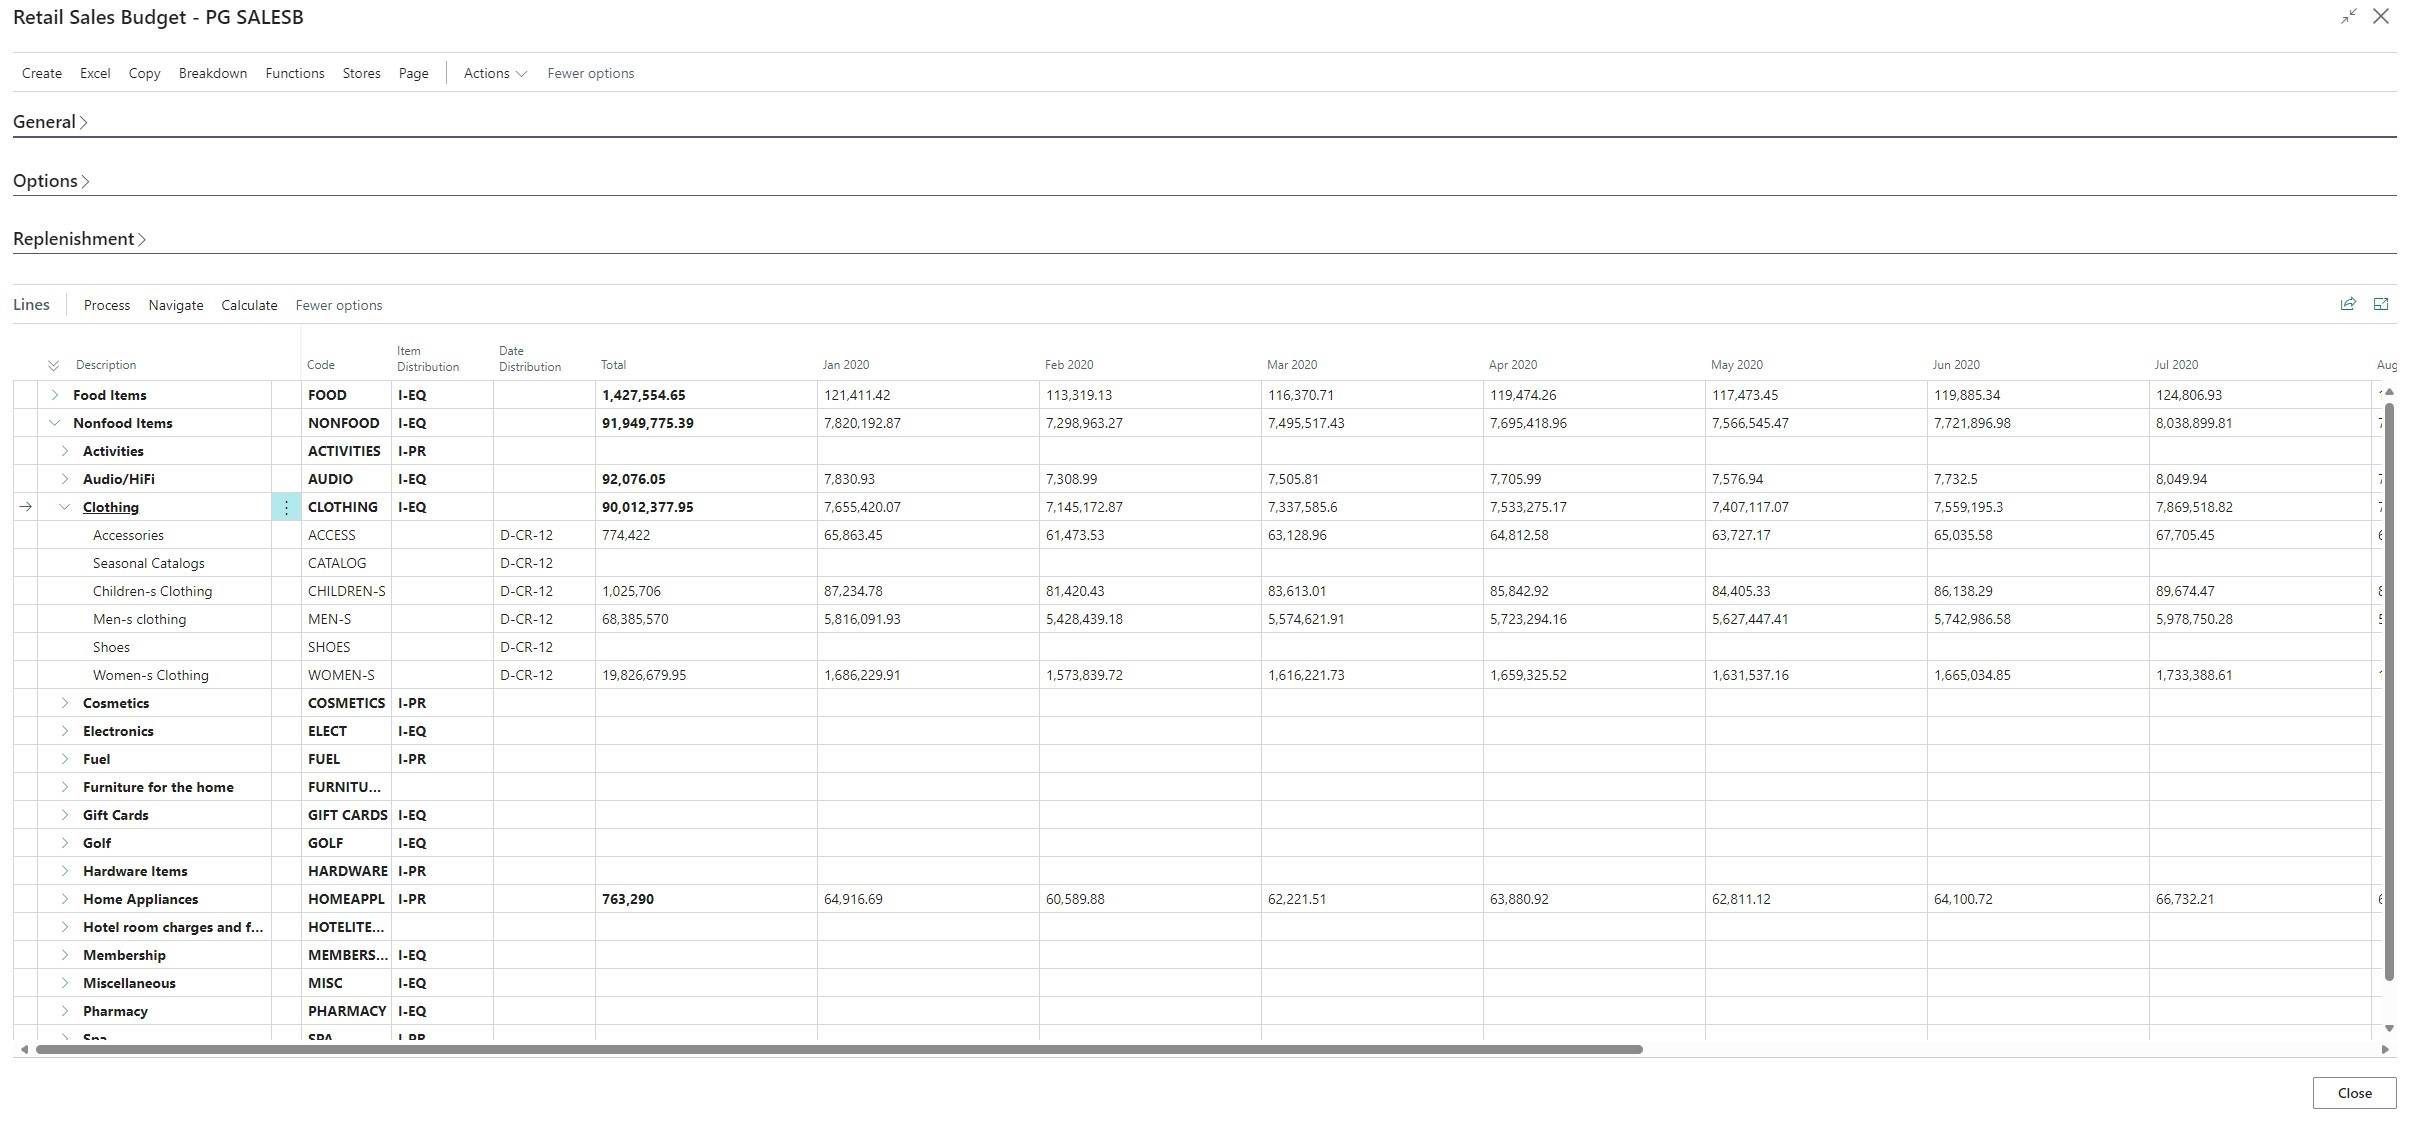 Retail Sales Budget - PG SALESB
Create Excel Copy Breakdown Functions Stores Page Actions Fewer options
General
Options
Replenishment
Lines Process Navigate Calculate Fewer options
Description Code Item Distribution Date Distribution Total Jan 2020 Feb 2020 Mar 2020 Apr 2020 May 2020 Jun 2020 Jul 2020 Aug
Food Items FOOD I-EQ 1,427,554.65 121,411.42 113,319.13 116,370.71 119,474.26 117,473.45 119,885.34 124,806.93
Nonfood Items NONFOOD I-EQ 91,949,775.39 7,820,192.87 7,298,963.27 7,495,517.43 7,695,418.96 7,566,545.47 7,721,896.98 8,038,899.81
Activities ACTIVITIES I-PR
Audio/HiFi AUDIO I-EQ 92,076.05 7,830.93 7,308.99 7,505.81 7,705.99 7,576.94 7,732.5 8,049.94
Clothing CLOTHING I-EQ 90,012,377.95 7,655,420.07 7,145,172.87 7,337,585.6 7,533,275.17 7,407,117.07 7,559,195.3 7,869,518.82
Accessories ACCESS D-CR-12 774,422 65,863.45 61,473.53 63,128.96 64,812.58 63,727.17 65,035.58 67,705.45
Seasonal Catalogs CATALOG D-CR-12
Children-s Clothing CHILDREN-S D-CR-12 1,025,706 87,234.78 81,420.43 83,613.01 85,842.92 84,405.33 86,138.29 89,674.47
Men-s clothing MEN-S D-CR-12 68,385,570 5,816,091.93 5,428,439.18 5,574,621.91 5,723,294.16 5,627,447.41 5,742,986.58 5,978,750.28
Shoes SHOES D-CR-12
Women-s Clothing WOMEN-S D-CR-12 19,826,679.95 1,686,229.91 1,573,839.72 1,616,221.73 1,659,325.52 1,631,537.16 1,665,034.85 1,733,388.61
Cosmetics COSMETICS I-PR
Electronics ELECT I-EQ
Fuel FUEL I-PR
Furniture for the home FURNITU...
Gift Cards GIFT CARDS I-EQ
Golf GOLF I-EQ
Hardware Items HARDWARE I-PR
Home Appliances HOMEAPPL I-PR 763,290 64,916.69 60,589.88 62,221.51 63,880.92 62,811.12 64,100.72 66,732.21
Hotel room charges and f... HOTELITE...
Membership MEMBERS... I-EQ
Miscellaneous MISC I-EQ
Pharmacy PHARMACY I-EQ
Spa SPA I-PR
Close